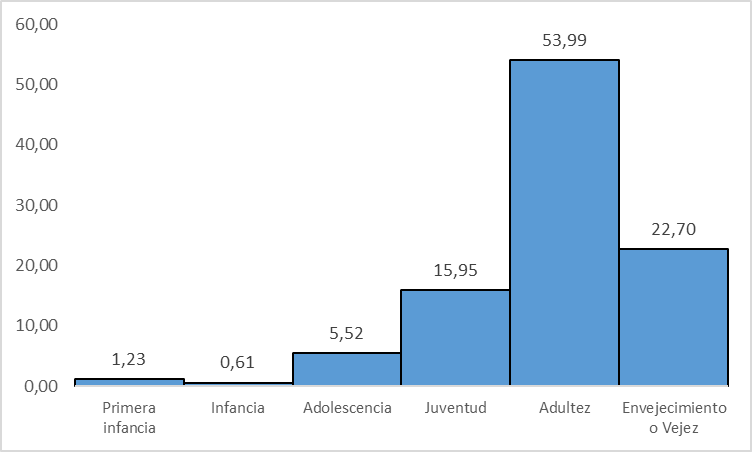 60,00
50,00
40,00
30,00
20,00
10,00
0,00
1,23
0,61
5,52
15,95
53,99
22,70
Primera
infancia
Infancia
Adolescencia
Juventud
Adultez
Envejecimiento
o Vejez